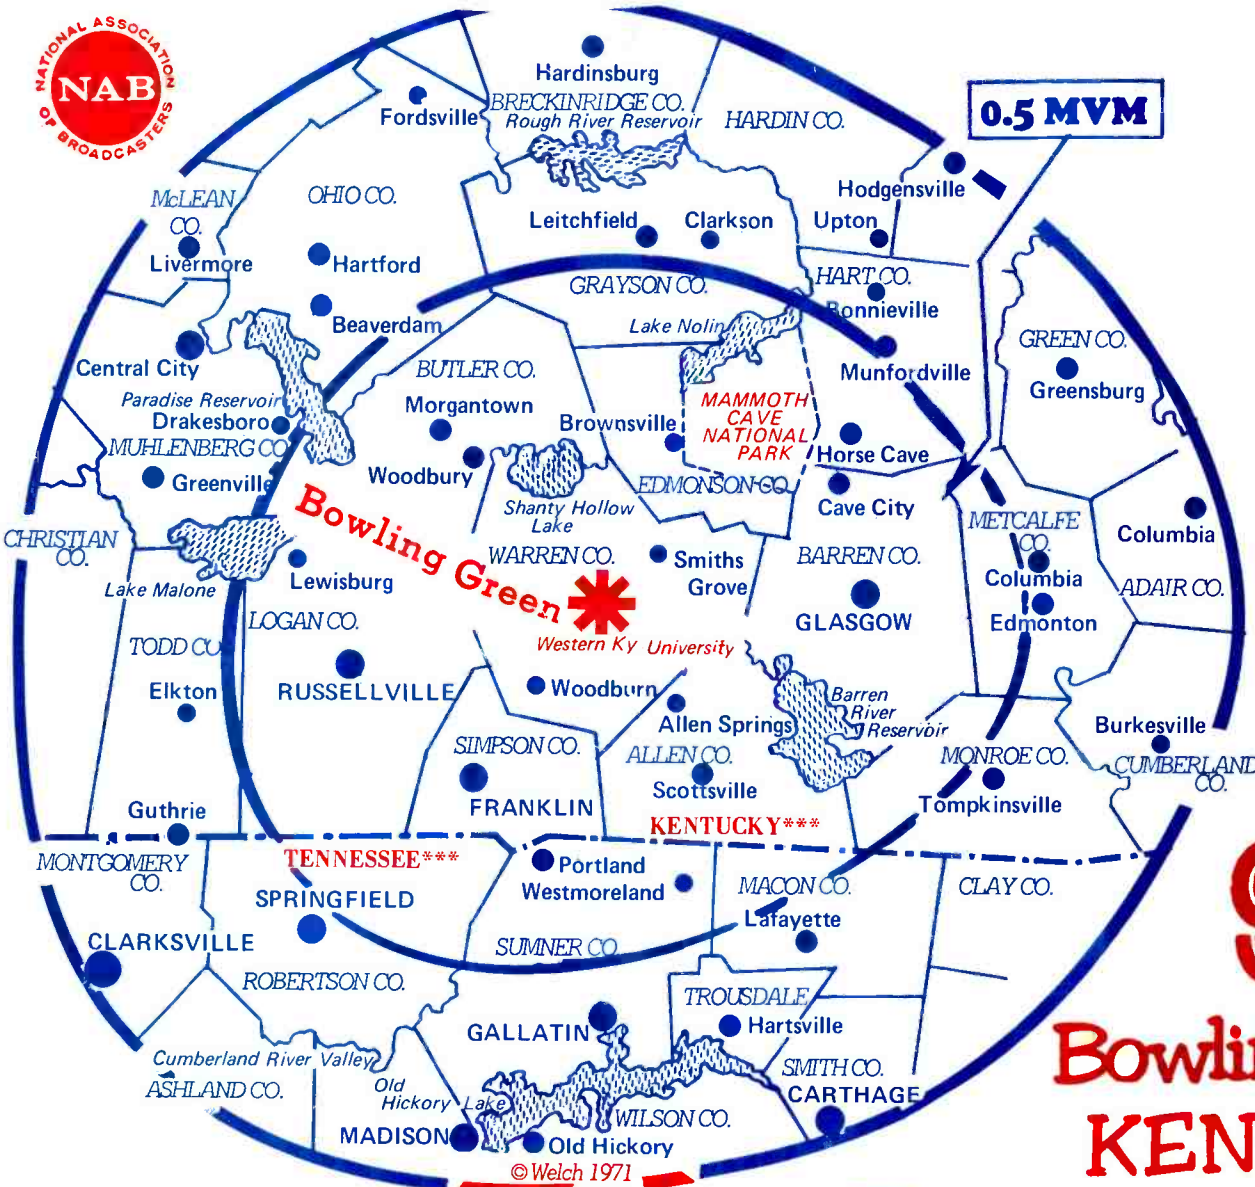 NATIONAL ASSOCIATION
NAB
OF BROADCASTERS
Hardinsburg
BRECKINRIDGE CO.
Rough River Reservoir
Fordsville
HARDIN CO.
0.5 MVM
McLEAN
CO.
Livermore
OHIO CO.
Hartford
Beaverdam
Leitchfield
Clarkson
Hodgensville
Upton
GRAYSON CO.
HART CO.
Bonnieville
Lake Nolin
Munfordville
GREEN CO.
Greensburg
Central City
Paradise Reservoir
Drakesboro
MUHLENBERG CO
Greenville
BUTLER CO.
Morgantown
Woodbury
Brownsville
MAMMOTH
CAVE
NATIONAL
PARK
Horse Cave
EDMONSON CO.
Cave City
Shanty Hollow
Lake
Bowling Green
CHRISTIAN
CO.
Lake Malone
Lewisburg
WARREN CO.
Smiths
Grove
BARREN CO.
GLASGOW
METCALFE
CO.
Columbia
Edmonton
Columbia
ADAIR CO.
LOGAN CO.
TODD CO
Elkton
RUSSELLVILLE
Western Ky University
Woodburn
Allen Springs
Barren
River
Reservoir
SIMPSON CO.
FRANKLIN
ALLEN CO.
Scottsville
MONROE CO.
Tompkinsville
Burkesville
CUMBERLAND
CO.
Guthrie
KENTUCKY***
TENNESSEE***
MONTGOMERY
CO.
SPRINGFIELD
CLARKSVILLE
Portland
Westmoreland
MACON CO.
Lafayette
CLAY CO.
SUMNER CO
ROBERTSON CO.
GALLATIN
TROUSDALE
Hartsville
Cumberland River Valley
ASHLAND CO.
Old
Hickory Lake
WILSON CO.
SMITH CO.
CARTHAGE
MADISON
Old Hickory
© Welch 1971
Bowlin
KEN